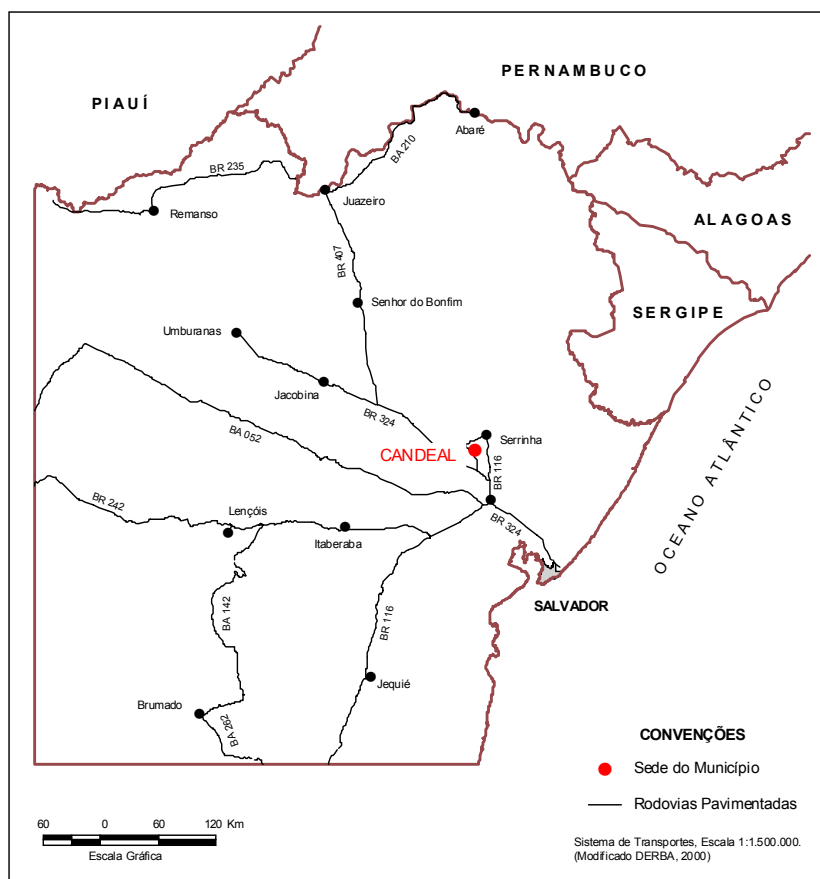 PERNAMBUCO
PIAUÍ
Abaré
BA 210
BR 235
Juazeiro
Remanso
ALAGOAS
BR 407
Senhor do Bonfim
SERGIPE
Umburanas
Jacobina
BR 324
OCEANO ATLÂNTICO
BA 052
Serrinha
CANDEAL
BR 116
BR 242
Lençóis
BR 324
Itaberaba
SALVADOR
BA 142
BR 116
Jequié
Brumado
BA 262
CONVENÇÕES
Sede do Município
Rodovias Pavimentadas
60 0 60 120 Km
Escala Gráfica
Sistema de Transportes, Escala 1:1.500.000.
(Modificado DERBA, 2000)